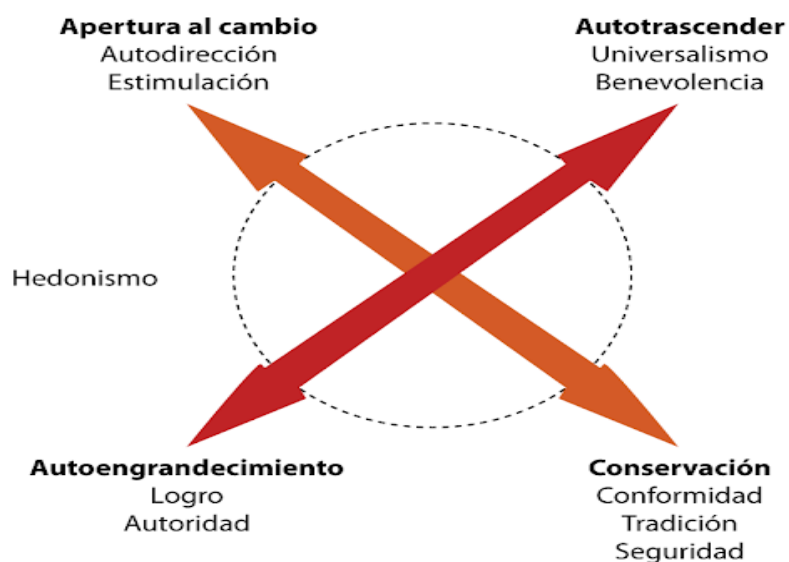 Apertura al cambio
Autodirección
Estimulación
Autotrascender
Universalismo
Benevolencia
Hedonismo
Autoengrandecimiento
Logro
Autoridad
Conservación
Conformidad
Tradición
Seguridad